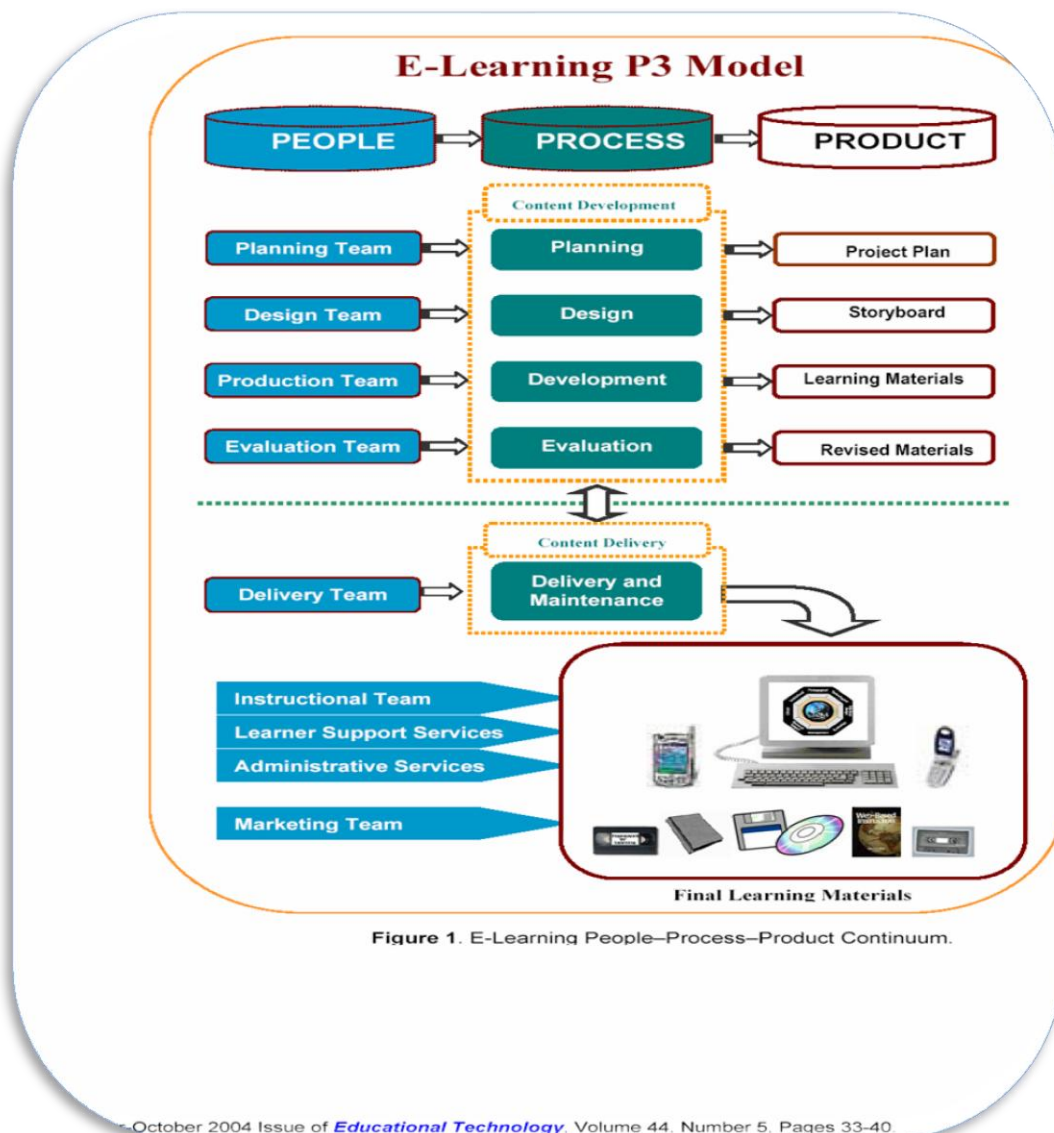 E-Learning P3 Model
PEOPLE
PROCESS
PRODUCT
Content Development
Planning Team
Planning
Project Plan
Design Team
Design
Storyboard
Production Team
Development
Learning Materials
Evaluation Team
Evaluation
Revised Materials
Content Delivery
Delivery Team
Delivery and
Maintenance
Instructional Team
Learner Support Services
Administrative Services
Marketing Team
Web-Based
Instruction
Final Learning Materials
Figure 1. E-Learning People–Process–Product Continuum.
October 2004 Issue of Educational Technology, Volume 44, Number 5, Pages 33-40.